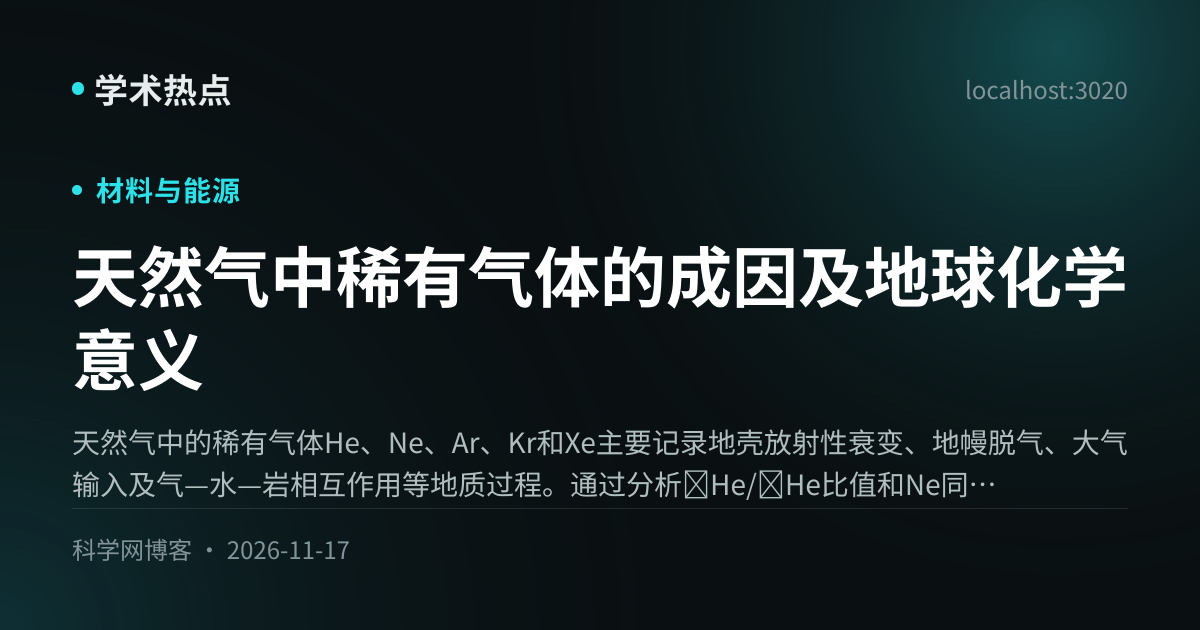 学术热点
localhost:3020
材料与能源
天然气中稀有气体的成因及地球化学
意义
天然气中的稀有气体He、Ne、Ar、Kr和Xe主要记录地壳放射性衰变、地幔脱气、大气
输入及气—水—岩相互作用等地质过程。通过分析He/He比值和Ne同…
科学网博客 · 2026-11-17